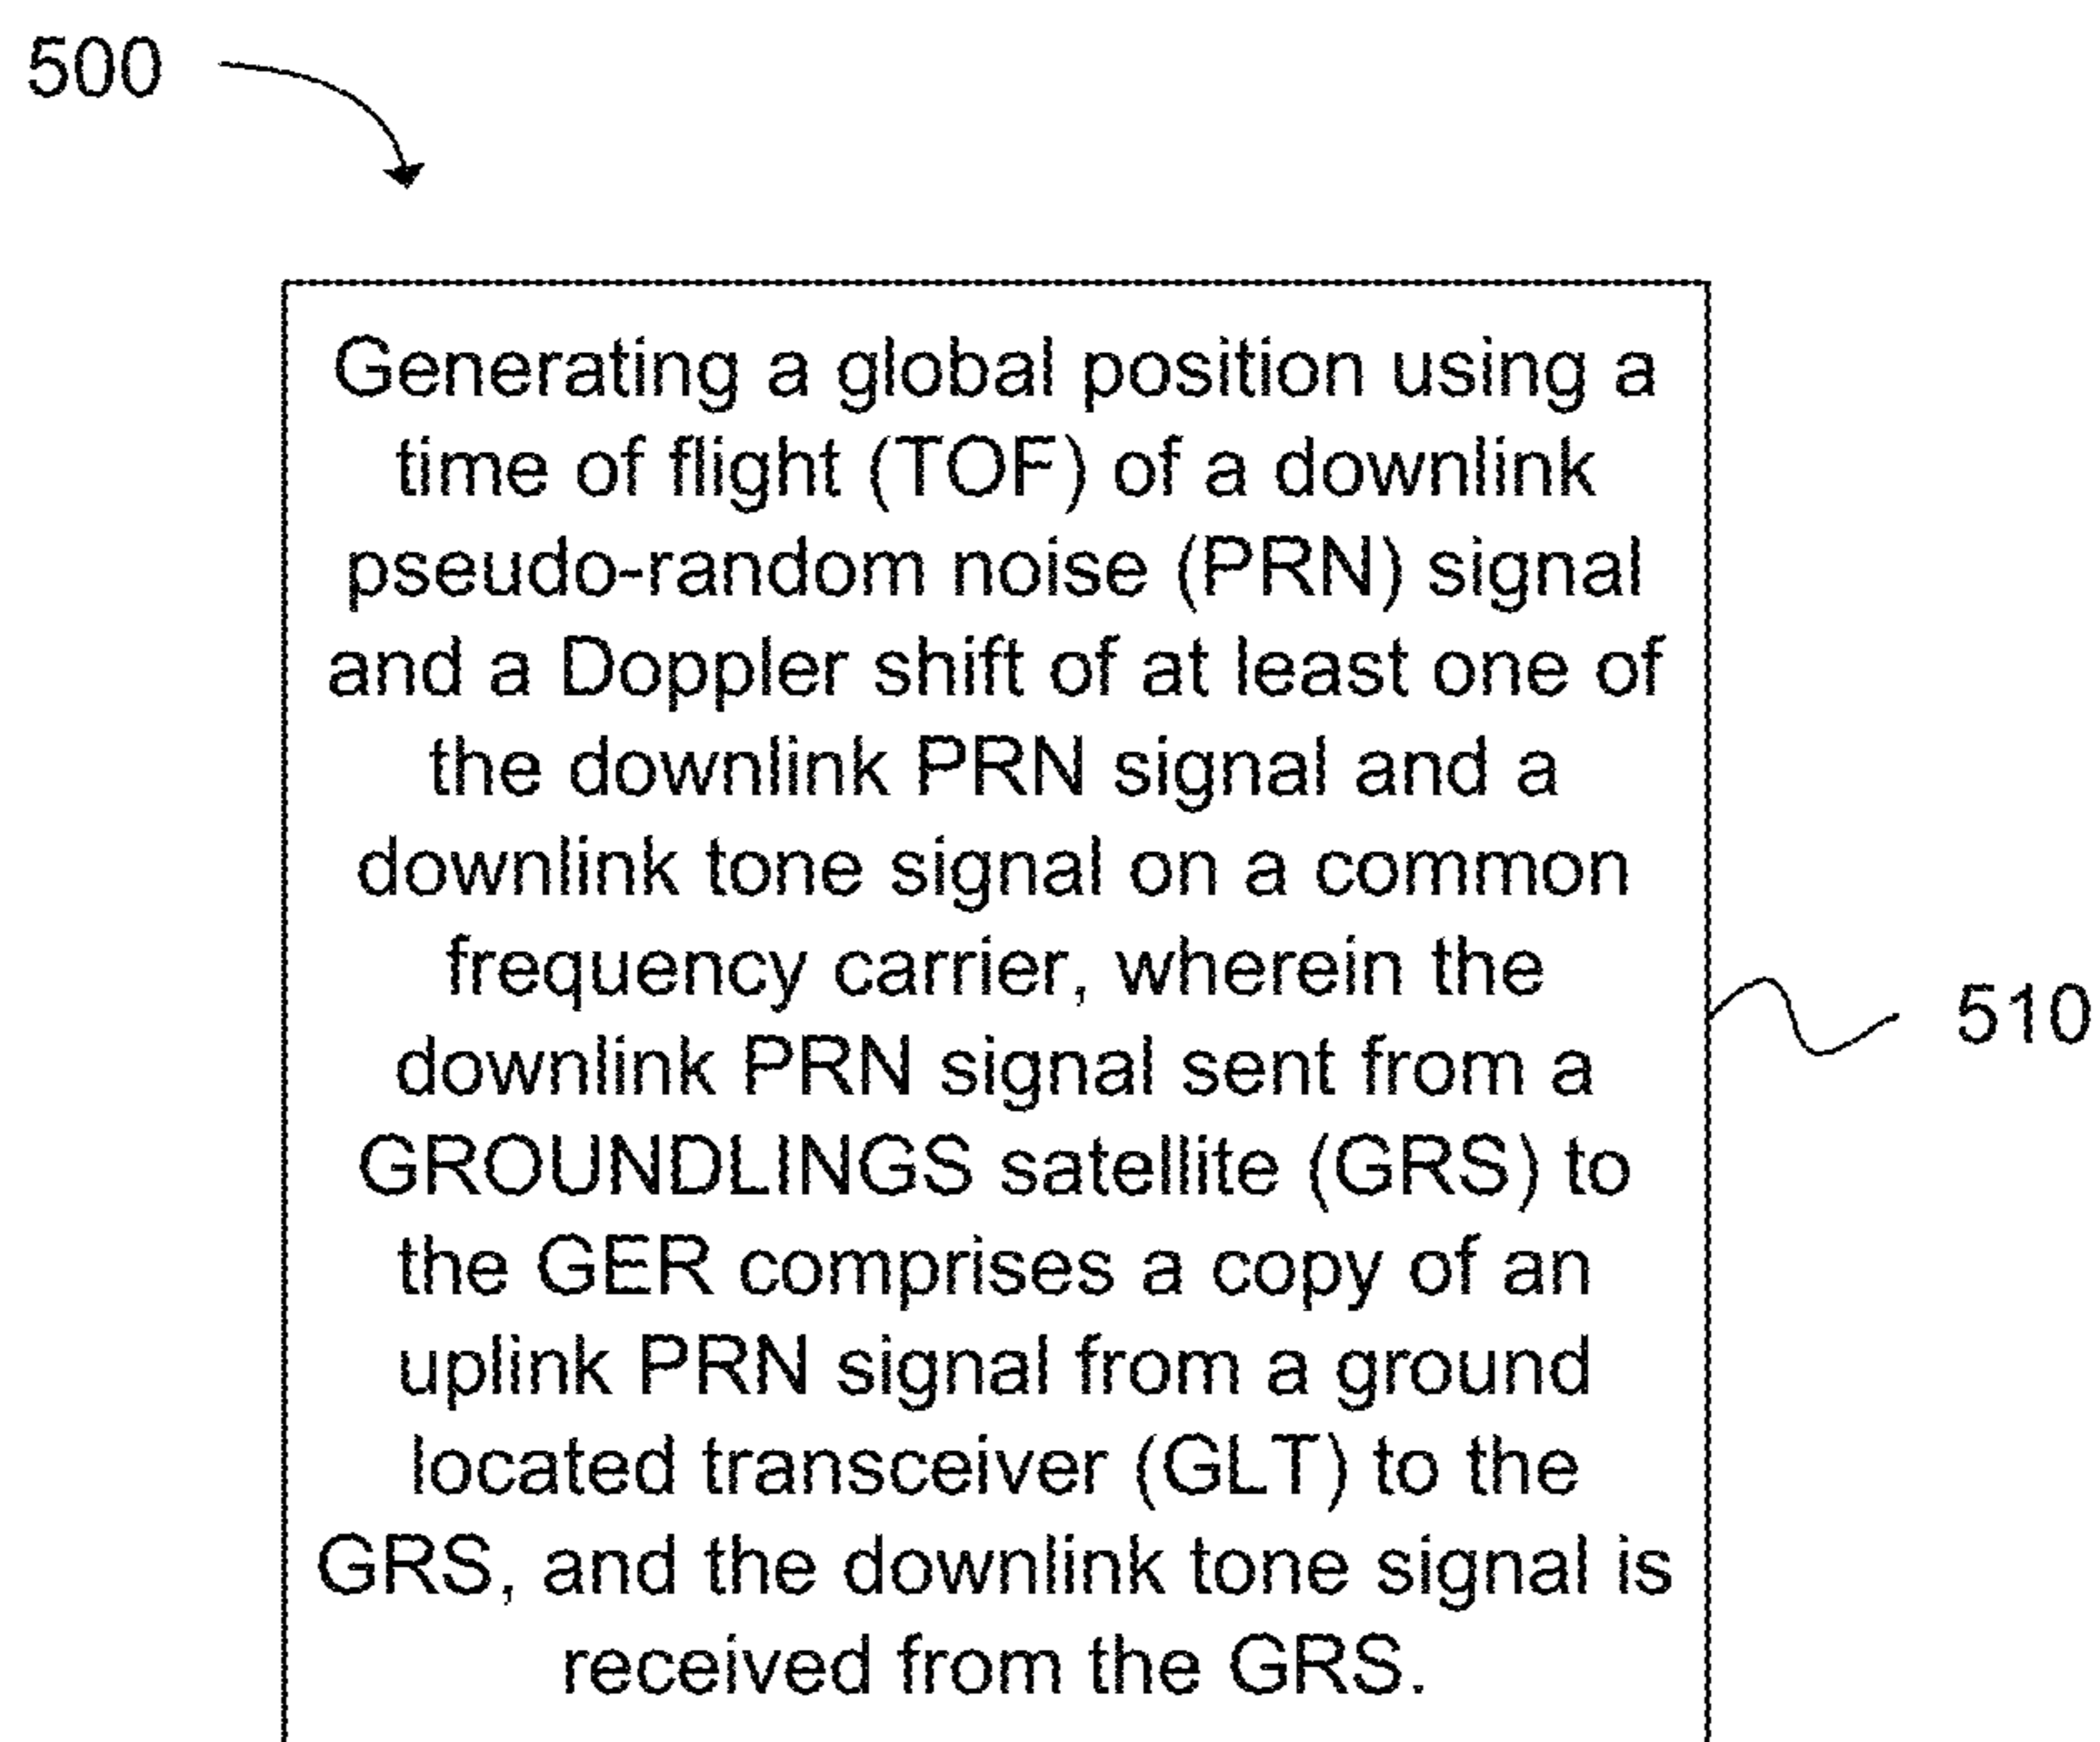 500
Generating a global position using a
time of flight (TOF) of a downlink
pseudo-random noise (PRN) signal
and a Doppler shift of at least one of
the downlink PRN signal and a
downlink tone signal on a common
frequency carrier, wherein the
downlink PRN signal sent from a
GROUNDLINGS satellite (GRS) to
the GER comprises a copy of an
uplink PRN signal from a ground
located transceiver (GLT) to the
GRS, and the downlink tone signal is
received from the GRS.
510